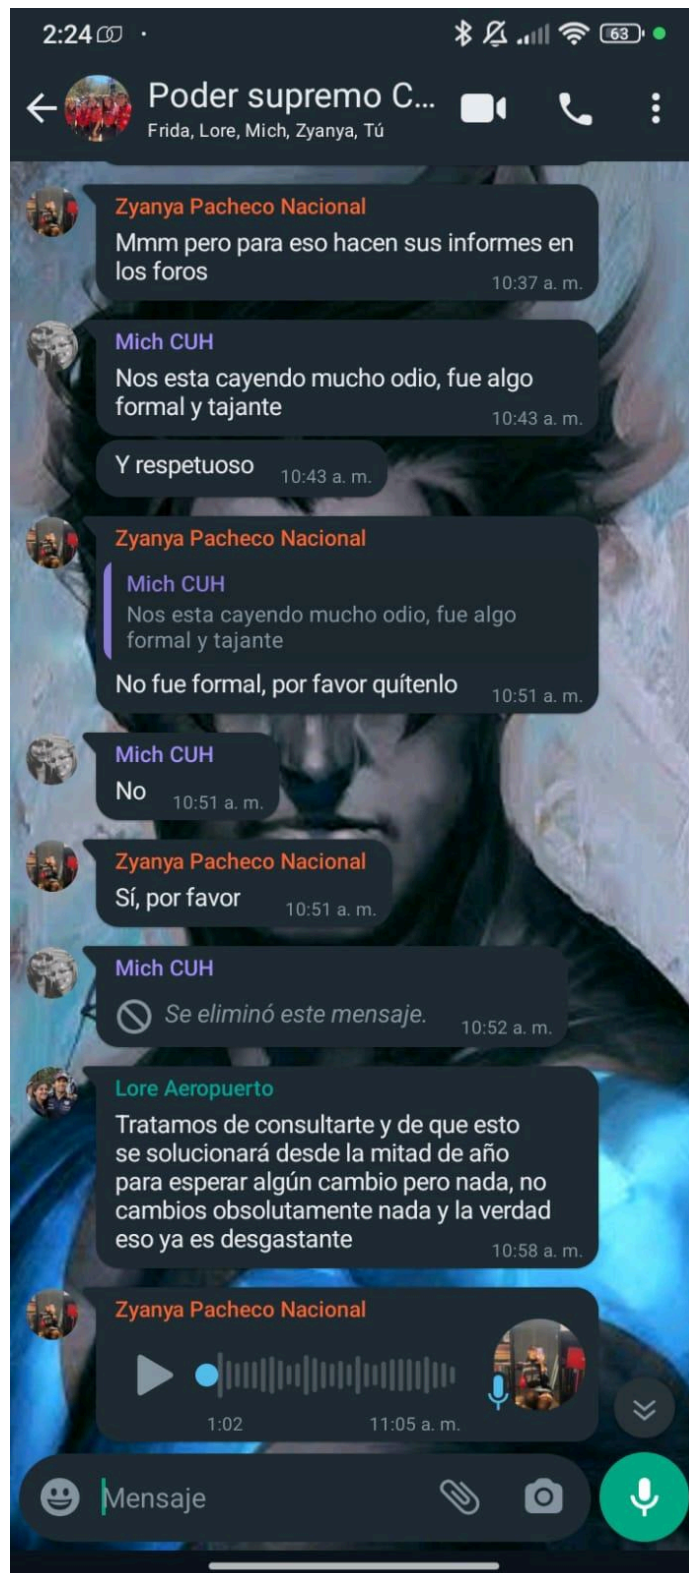 2:24
63
Poder supremo C...
Frida, Lore, Mich, Zyanya, Tú
Zyanya Pacheco Nacional
Mmm pero para eso hacen sus informes en
los foros
10:37 a. m.
Mich CUH
Nos esta cayendo mucho odio, fue algo
formal y tajante
10:43 a. m.
Y respetuoso
10:43 a. m.
Zyanya Pacheco Nacional
Mich CUH
Nos esta cayendo mucho odio, fue algo
formal y tajante
No fue formal, por favor quítenlo
10:51 a. m.
Mich CUH
No
10:51 a. m.
Zyanya Pacheco Nacional
Sí, por favor
10:51 a. m.
Mich CUH
Se eliminó este mensaje.
10:52 a. m.
Lore Aeropuerto
Tratamos de consultarte y de que esto
se solucionará desde la mitad de año
para esperar algún cambio pero nada, no
cambios obsolutamente nada y la verdad
eso ya es desgastante
10:58 a. m.
Zyanya Pacheco Nacional
1:02
11:05 a. m.
Mensaje